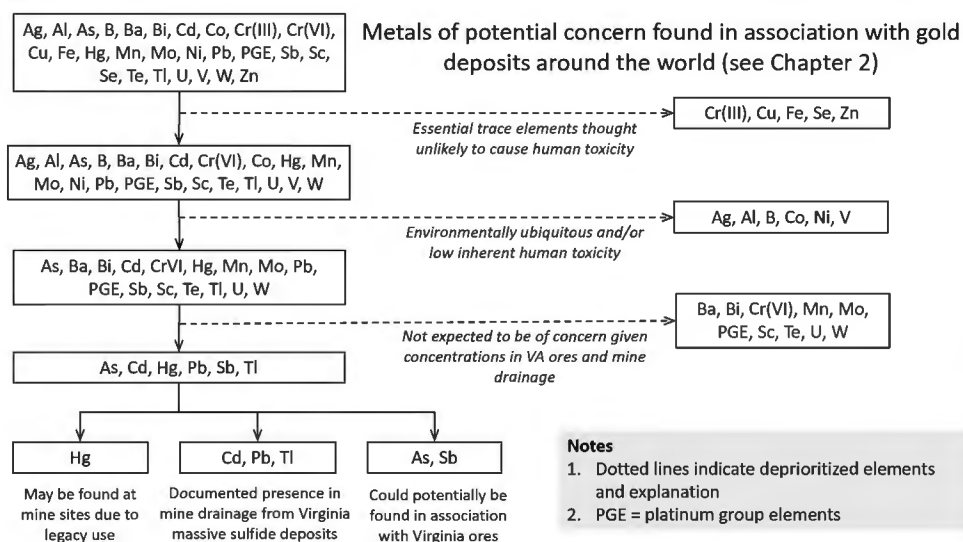 Ag, Al, As, B, Ba, Bi, Cd, Co, Cr(III), Cr(VI),
Cu, Fe, Hg, Mn, Mo, Ni, Pb, PGE, Sb, Sc,
Se, Te, Tl, U, V, W, Zn
Metals of potential concern found in association with gold
deposits around the world (see Chapter 2)
Essential trace elements thought
unlikely to cause human toxicity
Cr(III), Cu, Fe, Se, Zn
Ag, Al, As, B, Ba, Bi, Cd, Cr(VI), Co, Hg, Mn,
Mo, Ni, Pb, PGE, Sb, Sc, Te, Tl, U, V, W
Environmentally ubiquitous and/or
low inherent human toxicity
Ag, Al, B, Co, Ni, V
As, Ba, Bi, Cd, CrVI, Hg, Mn, Mo, Pb,
PGE, Sb, Sc, Te, Tl, U, W
Not expected to be of concern given
concentrations in VA ores and mine
drainage
Ba, Bi, Cr(VI), Mn, Mo,
PGE, Sc, Te, U, W
As, Cd, Hg, Pb, Sb, Tl
Hg
May be found at
mine sites due to
legacy use
Cd, Pb, Tl
Documented presence in
mine drainage from Virginia
massive sulfide deposits
As, Sb
Could potentially be
found in association
with Virginia ores
Notes
1. Dotted lines indicate deprioritized elements
and explanation
2. PGE = platinum group elements